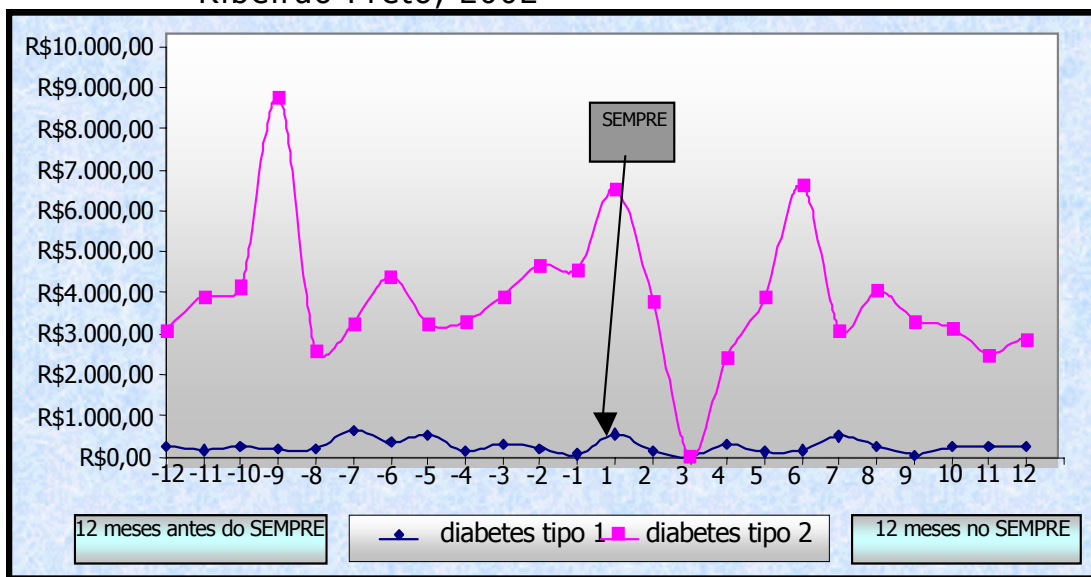 Ribeirão Preto, 2002
R$10.000,00
R$9.000,00
R$8.000,00
R$7.000,00
R$6.000,00
R$5.000,00
R$4.000,00
R$3.000,00
R$2.000,00
R$1.000,00
R$0,00
SEMPRE
-12 -11 -10 -9 -8 -7 -6 -5 -4 -3 -2 -1 1 2 3 4 5 6 7 8 9 10 11 12
12 meses antes do SEMPRE
diabetes tipo 1
diabetes tipo 2
12 meses no SEMPRE